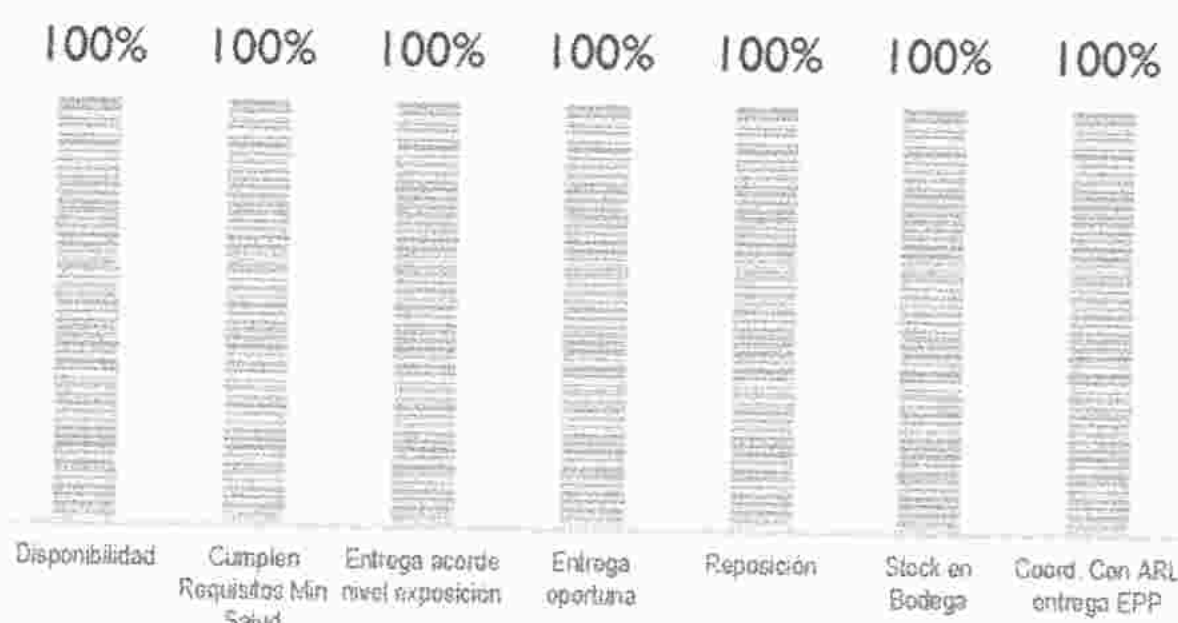 100% 100% 100% 100% 100% 100% 100%
Disponibilidad
Cumplen
Requisitos Min
Salud
Entrega acorde
nivel exposición
Entrega
oportuna
Reposición
Stock en
Bodega
Coord. Con ARL
entrega EPP